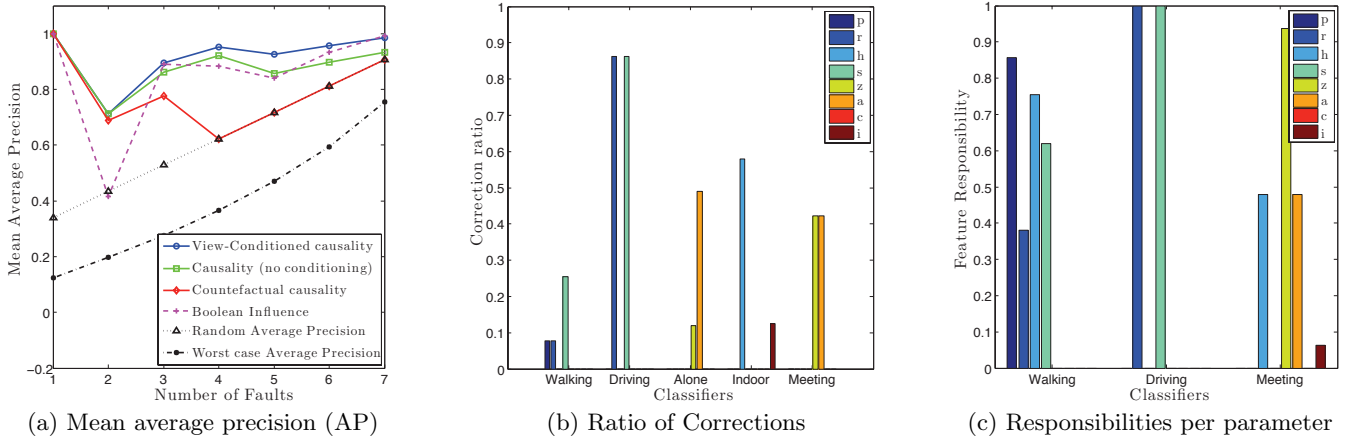 Mean Average Precision
1
0.8
0.6
0.4
0.2
0
−0.2
1 2 3 4 5 6 7
Number of Faults
View-Conditioned causality
Causality (no conditioning)
Countefactual causality
Boolean Influence
Random Average Precision
Worst case Average Precision
(a) Mean average precision (AP)
Correction ratio
1
0.9
0.8
0.7
0.6
0.5
0.4
0.3
0.2
0.1
0
Walking Driving Alone Indoor Meeting
Classifiers
p
r
h
s
z
a
c
i
(b) Ratio of Corrections
Feature Responsibility
1
0.9
0.8
0.7
0.6
0.5
0.4
0.3
0.2
0.1
0
Walking Driving Meeting
Classifiers
p
r
h
s
z
a
c
i
(c) Responsibilities per parameter